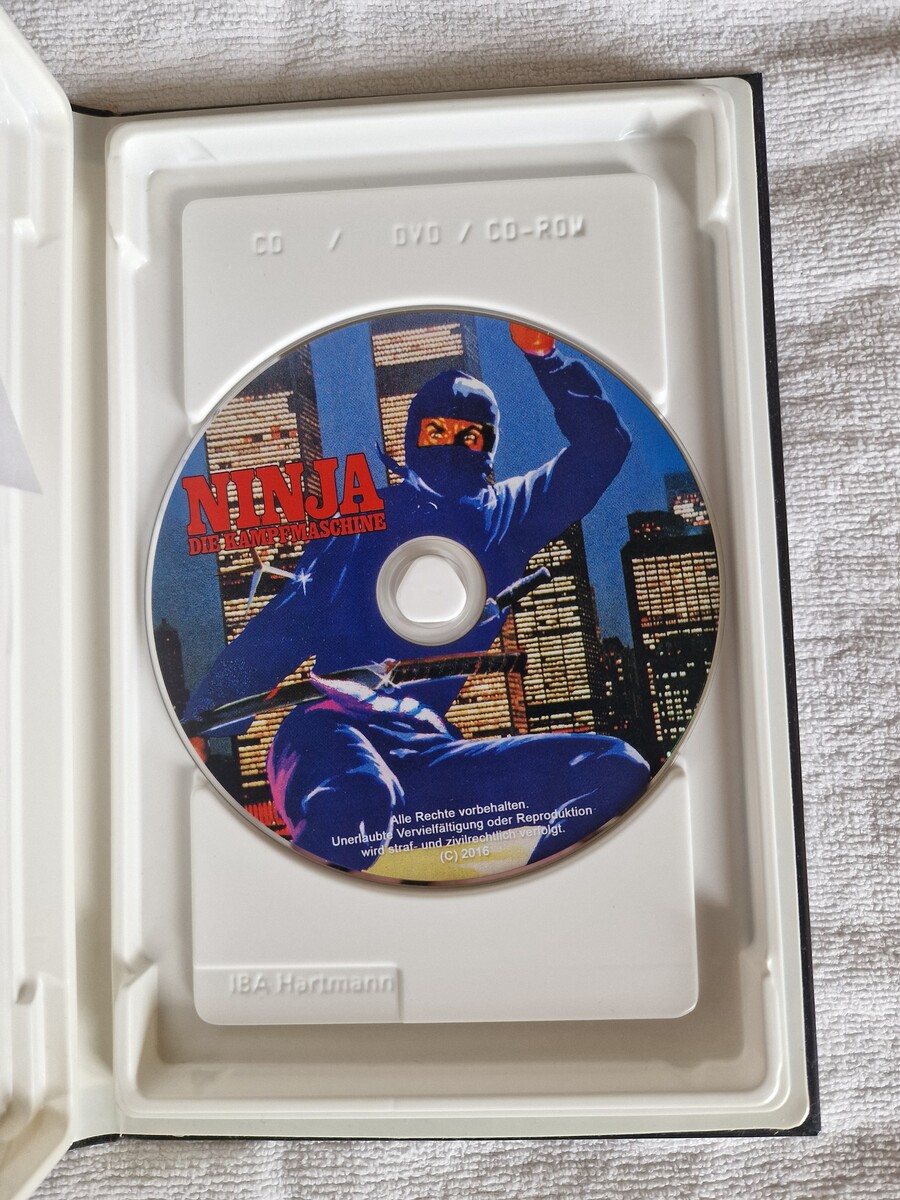 CD / DVD / CD-ROM
NINJA
DIE KAMPFMASCHINE
Alle Rechte vorbehalten.
Unerlaubte Vervielfältigung oder Reproduktion
wird straf- und zivilrechtlich verfolgt.
(C) 2016
IBA Hartmann